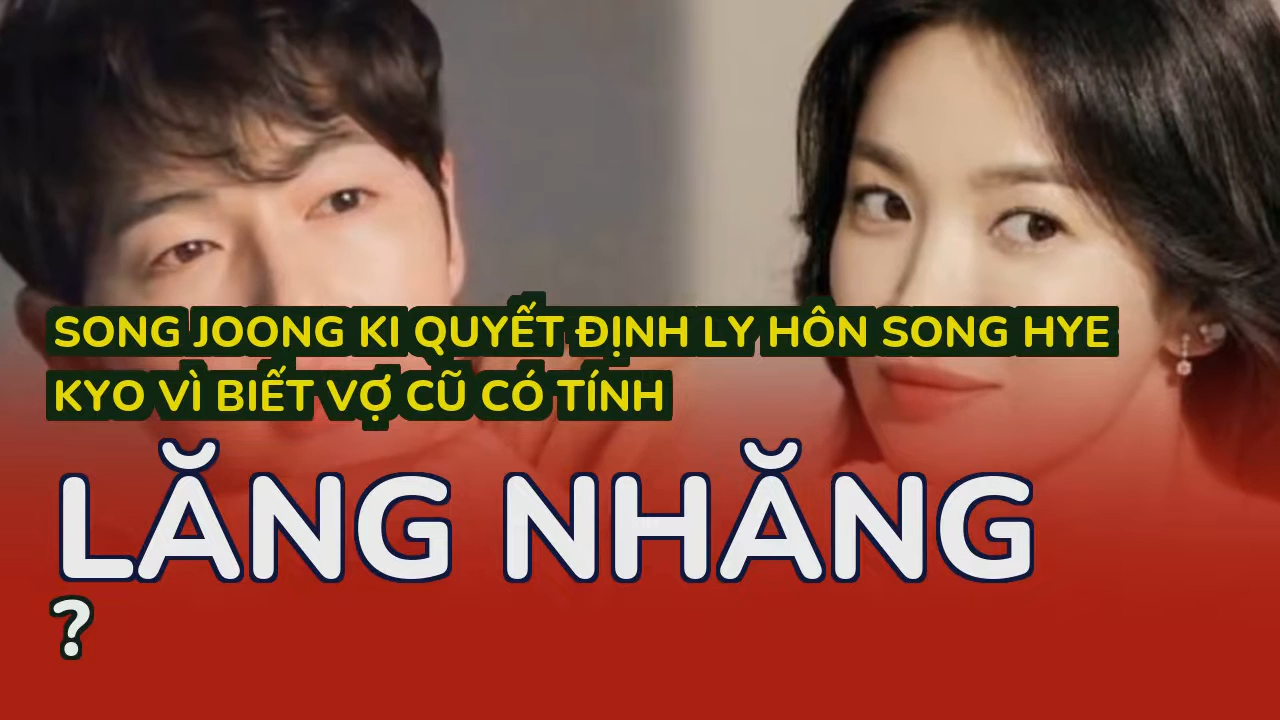 SONG JOONG KI QUYẾT ĐỊNH LY HÔN SONG HYE
KYO VÌ BIẾT VỢ CŨ CÓ TÍNH
LĂNG NHĂNG
?